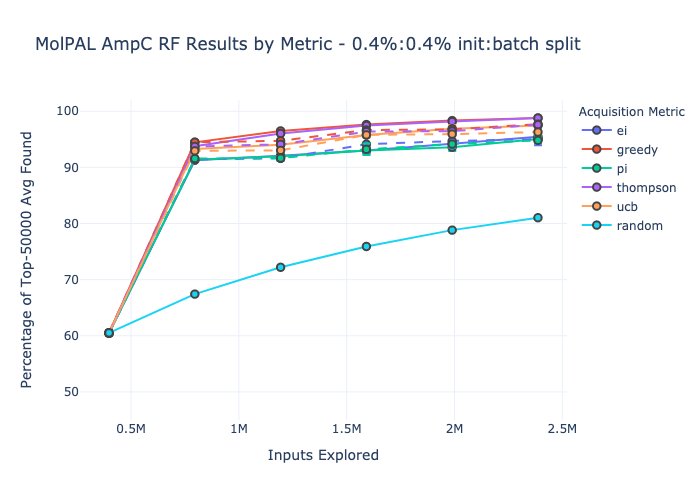 MolPAL AmpC RF Results by Metric - 0.4%:0.4% init:batch split
Percentage of Top-50000 Avg Found
100
90
80
70
60
50
0.5M
1M
1.5M
2M
2.5M
Inputs Explored
Acquisition Metric
ei
greedy
pi
thompson
ucb
random